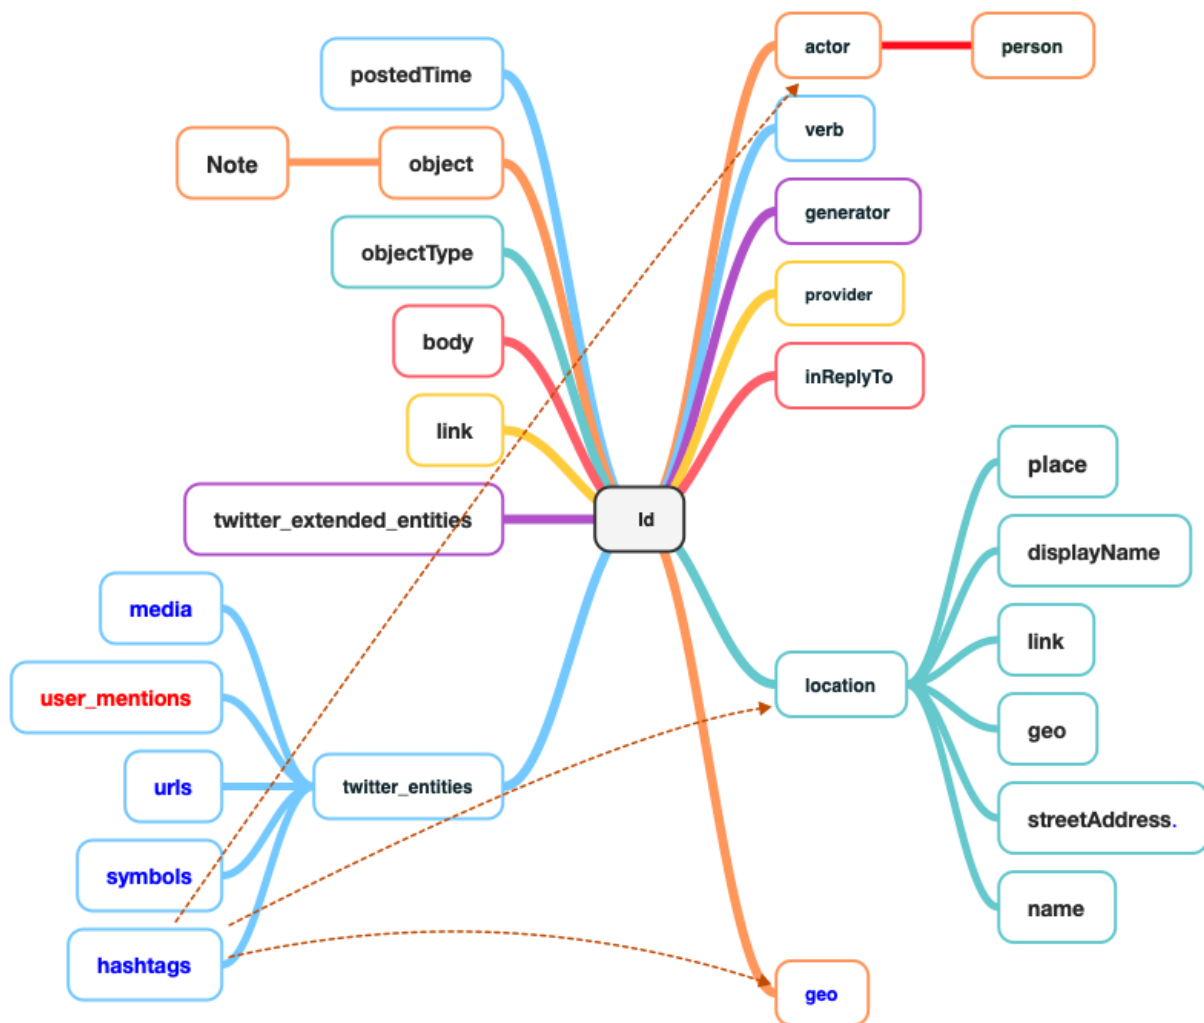 postedTime
Note
object
objectType
body
link
twitter_extended_entities
media
user_mentions
urls
symbols
hashtags
twitter_entities
Id
actor
person
verb
generator
provider
inReplyTo
location
place
displayName
link
geo
streetAddress.
name
geo